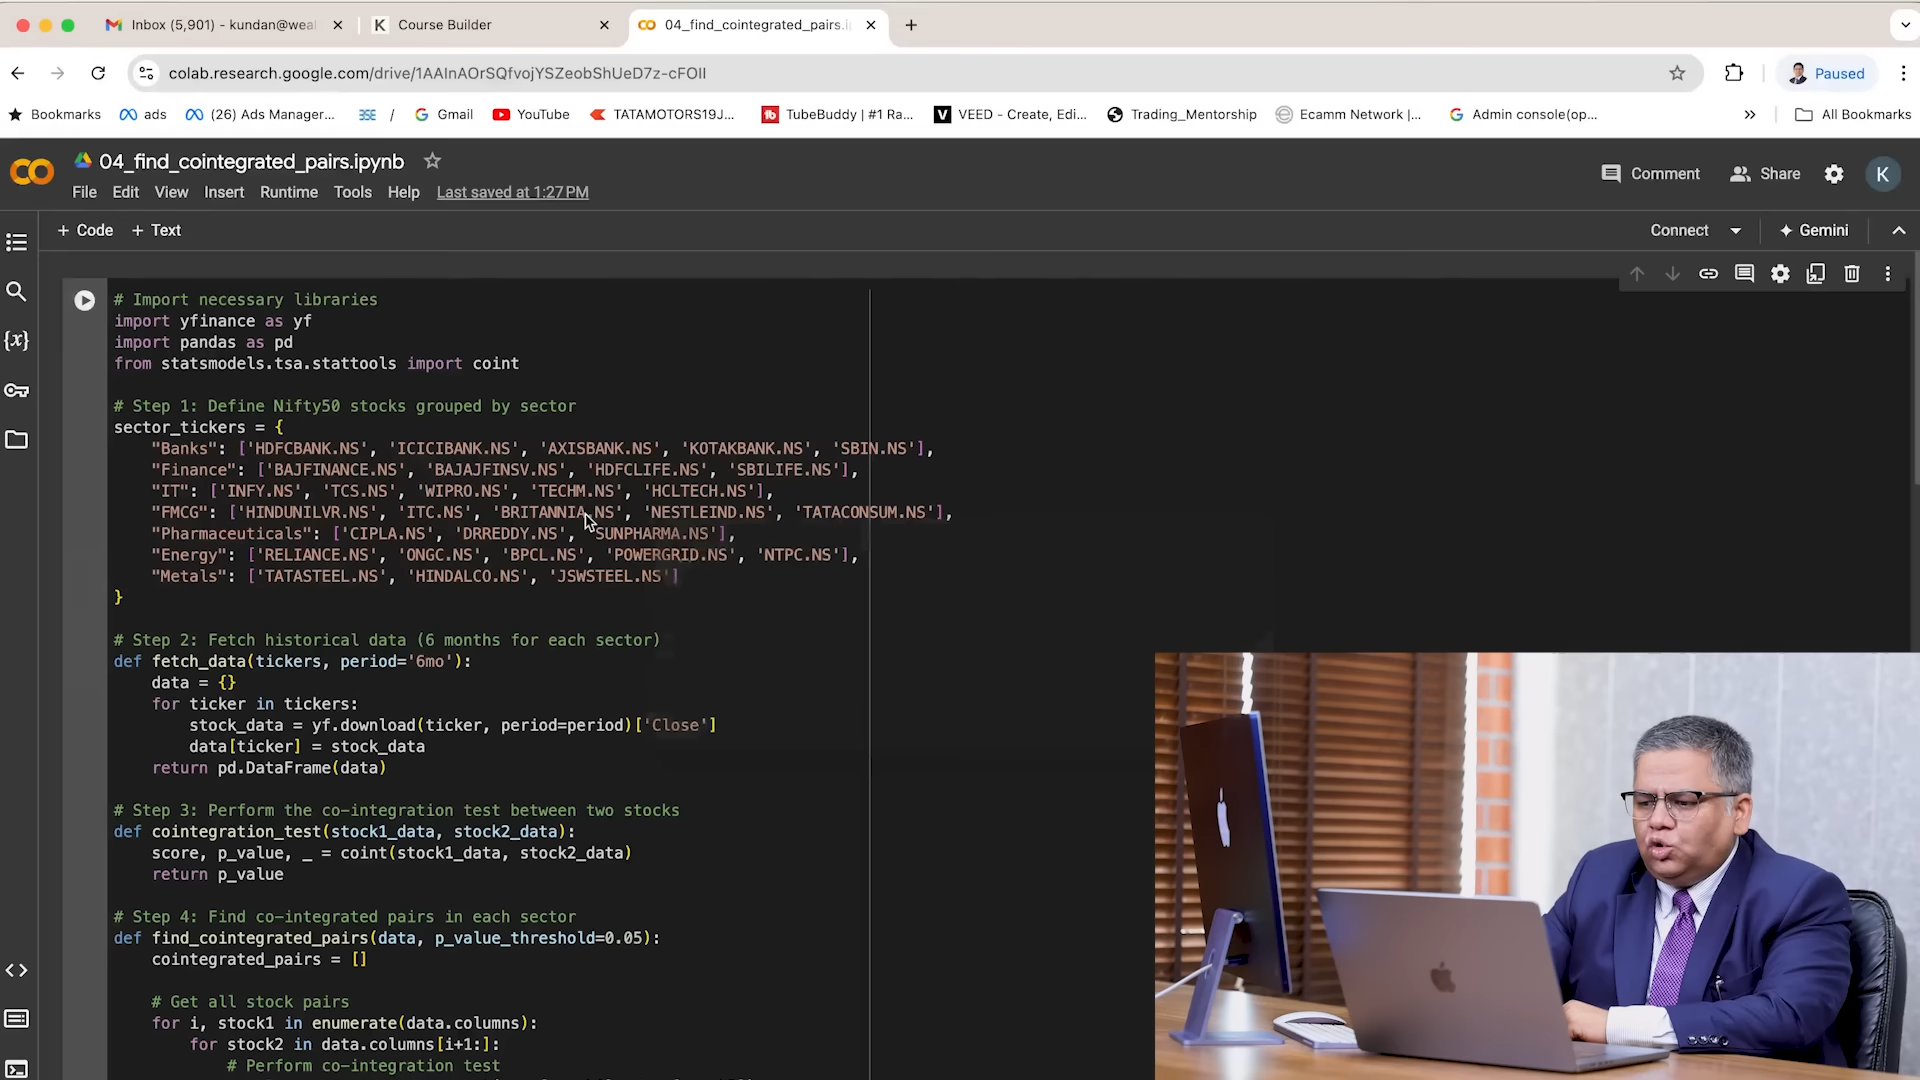 Inbox (5,901) - kundan@weal
Course Builder
04_find_cointegrated_pairs.i
colab.research.google.com/drive/1AAlnAOrSQfvojYSZeobShUeD7z-cFOIl
Paused
Bookmarks
ads
(26) Ads Manager...
/
Gmail
YouTube
TATAMOTORS19J...
TubeBuddy | #1 Ra...
VEED - Create, Edi...
Trading_Mentorship
Ecamm Network |...
Admin console(op...
»
All Bookmarks
04_find_cointegrated_pairs.ipynb
Comment
Share
K
File Edit View Insert Runtime Tools Help Last saved at 1:27 PM
+ Code + Text
Connect
Gemini
# Import necessary libraries
import yfinance as yf
import pandas as pd
from statsmodels.tsa.stattools import coint
# Step 1: Define Nifty50 stocks grouped by sector
sector_tickers = {
"Banks": ['HDFCBANK.NS', 'ICICIBANK.NS', 'AXISBANK.NS', 'KOTAKBANK.NS', 'SBIN.NS'],
"Finance": ['BAJFINANCE.NS', 'BAJAJFINSV.NS', 'HDFCLIFE.NS', 'SBILIFE.NS'],
"IT": ['INFY.NS', 'TCS.NS', 'WIPRO.NS', 'TECHM.NS', 'HCLTECH.NS'],
"FMCG": ['HINDUNILVR.NS', 'ITC.NS', 'BRITANNIA.NS', 'NESTLEIND.NS', 'TATACONSUM.NS'],
"Pharmaceuticals": ['CIPLA.NS', 'DRREDDY.NS', 'SUNPHARMA.NS'],
"Energy": ['RELIANCE.NS', 'ONGC.NS', 'BPCL.NS', 'POWERGRID.NS', 'NTPC.NS'],
"Metals": ['TATASTEEL.NS', 'HINDALCO.NS', 'JSWSTEEL.NS']
}
# Step 2: Fetch historical data (6 months for each sector)
def fetch_data(tickers, period='6mo'):
data = {}
for ticker in tickers:
stock_data = yf.download(ticker, period=period)['Close']
data[ticker] = stock_data
return pd.DataFrame(data)
# Step 3: Perform the co-integration test between two stocks
def cointegration_test(stock1_data, stock2_data):
score, p_value, _ = coint(stock1_data, stock2_data)
return p_value
# Step 4: Find co-integrated pairs in each sector
def find_cointegrated_pairs(data, p_value_threshold=0.05):
cointegrated_pairs = []
# Get all stock pairs
for i, stock1 in enumerate(data.columns):
for stock2 in data.columns[i+1:]:
# Perform co-integration test